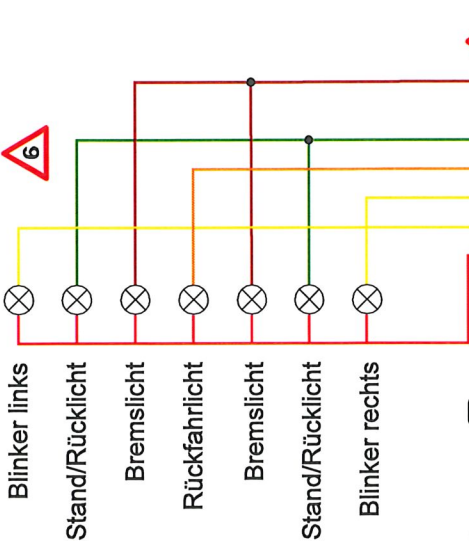 6
Blinker links
Stand/Rücklicht
Bremslicht
Rückfahrlicht
Bremslicht
Stand/Rücklicht
Blinker rechts